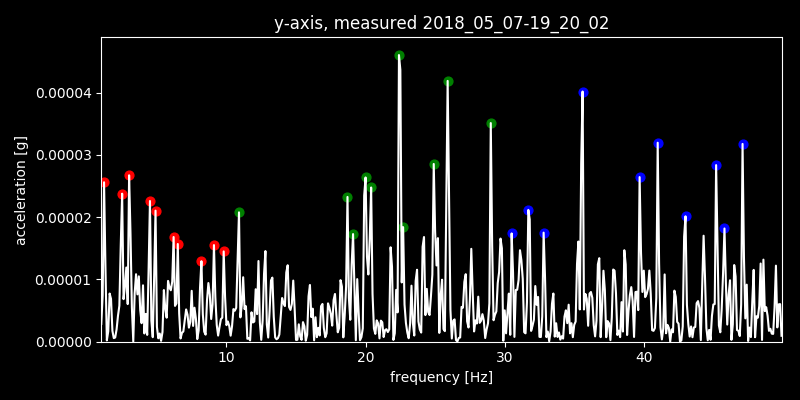 y-axis, measured 2018_05_07-19_20_02
acceleration [g]
0.00004
0.00003
0.00002
0.00001
0.00000
10 20 30 40
frequency [Hz]